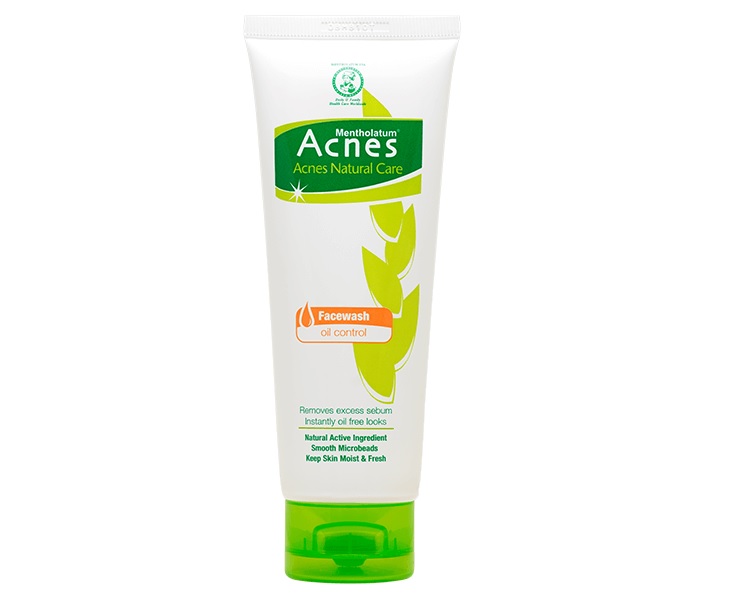 Mentholatum®
Acnes
Acnes Natural Care
Facewash
oil control
Removes excess sebum
Instantly oil free looks
Natural Active Ingredient
Smooth Microbeads
Keep Skin Moist & Fresh